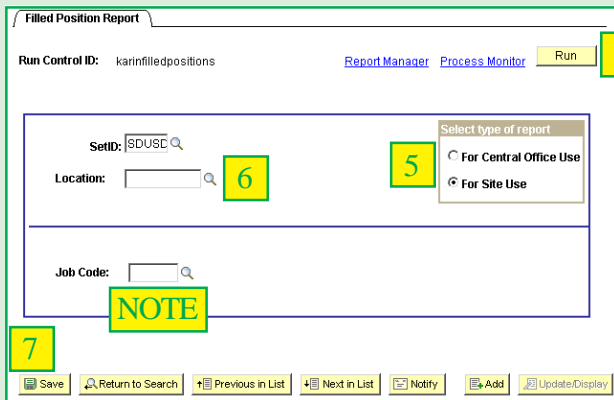 Filled Position Report
Run Control ID: karinfilledpositions Report Manager Process Monitor Run
Select type of report
SetID: SDUSD
5 For Central Office Use
Location: 6 For Site Use
Job Code:
NOTE
7
Save Return to Search Previous in List Next in List Notify Add Update/Display